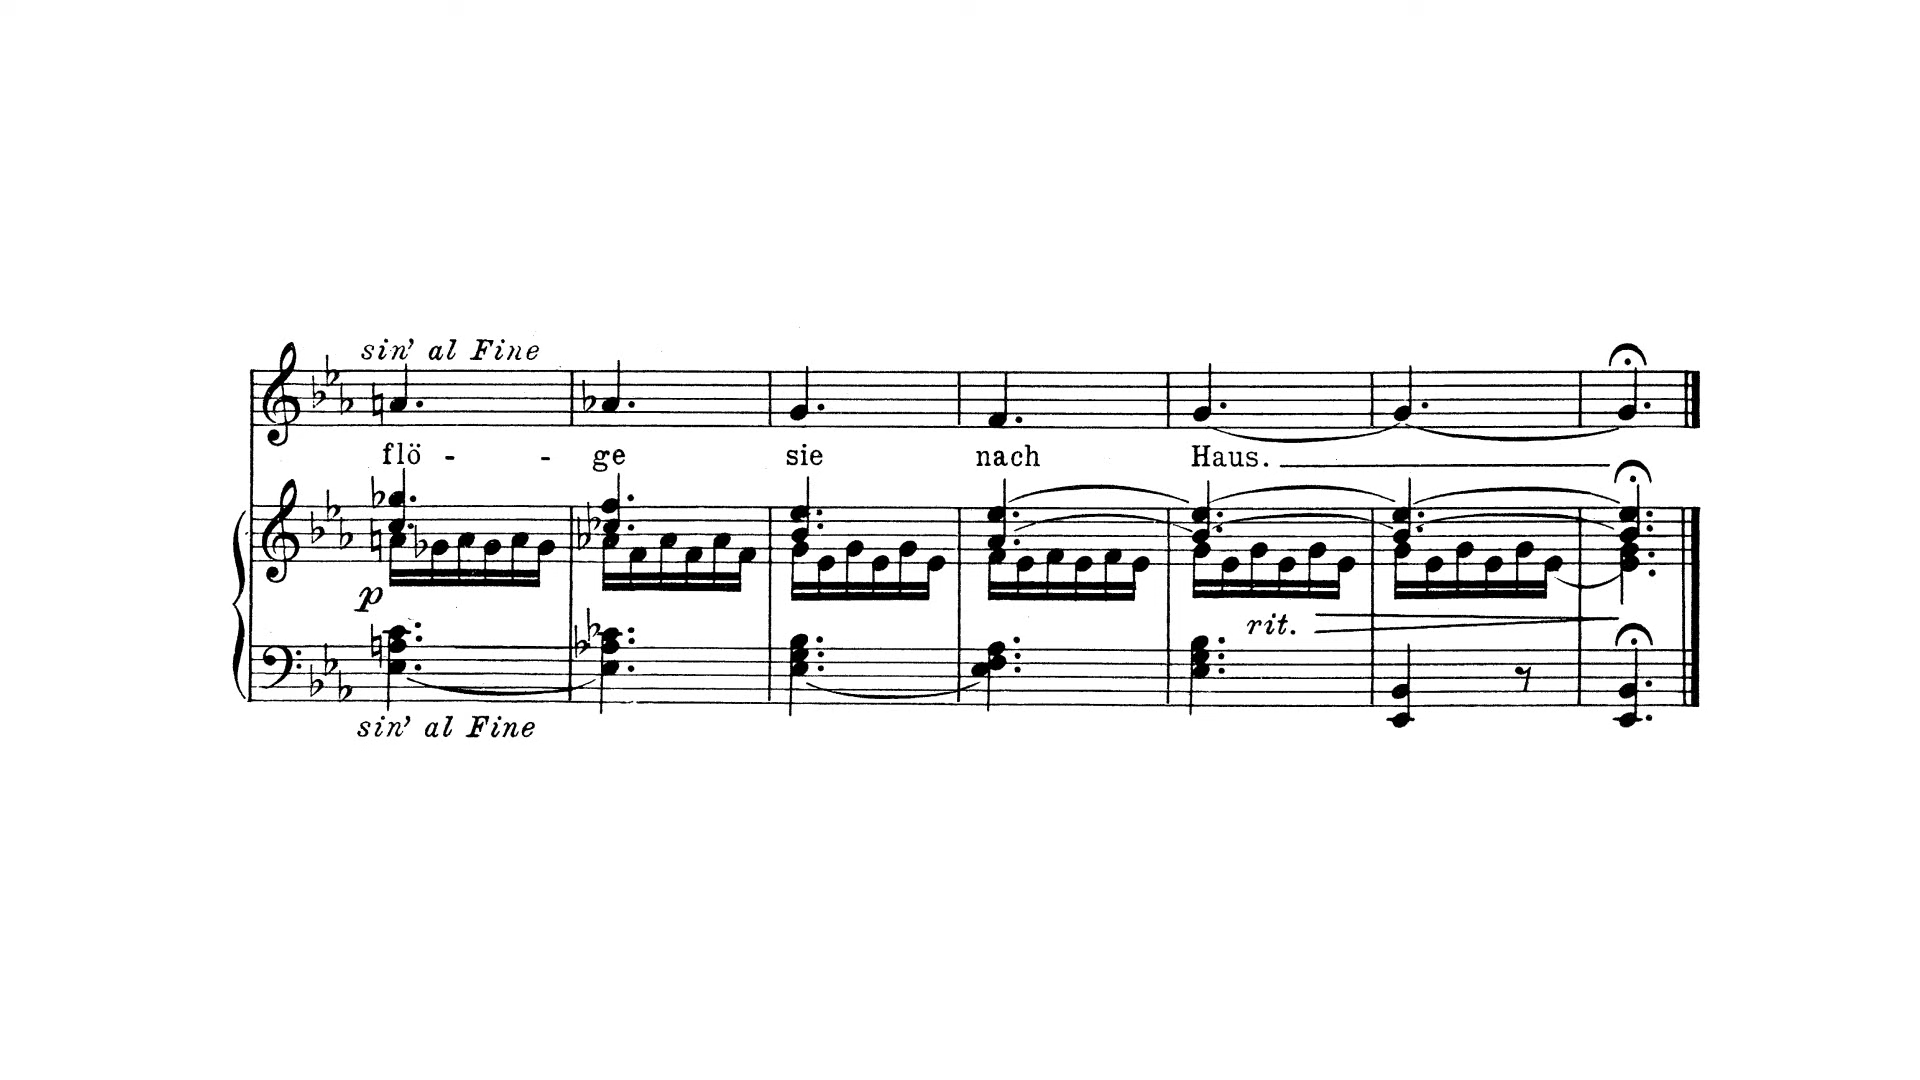 sin' al Fine
flö - - ge sie nach Haus.
p
rit.
sin' al Fine